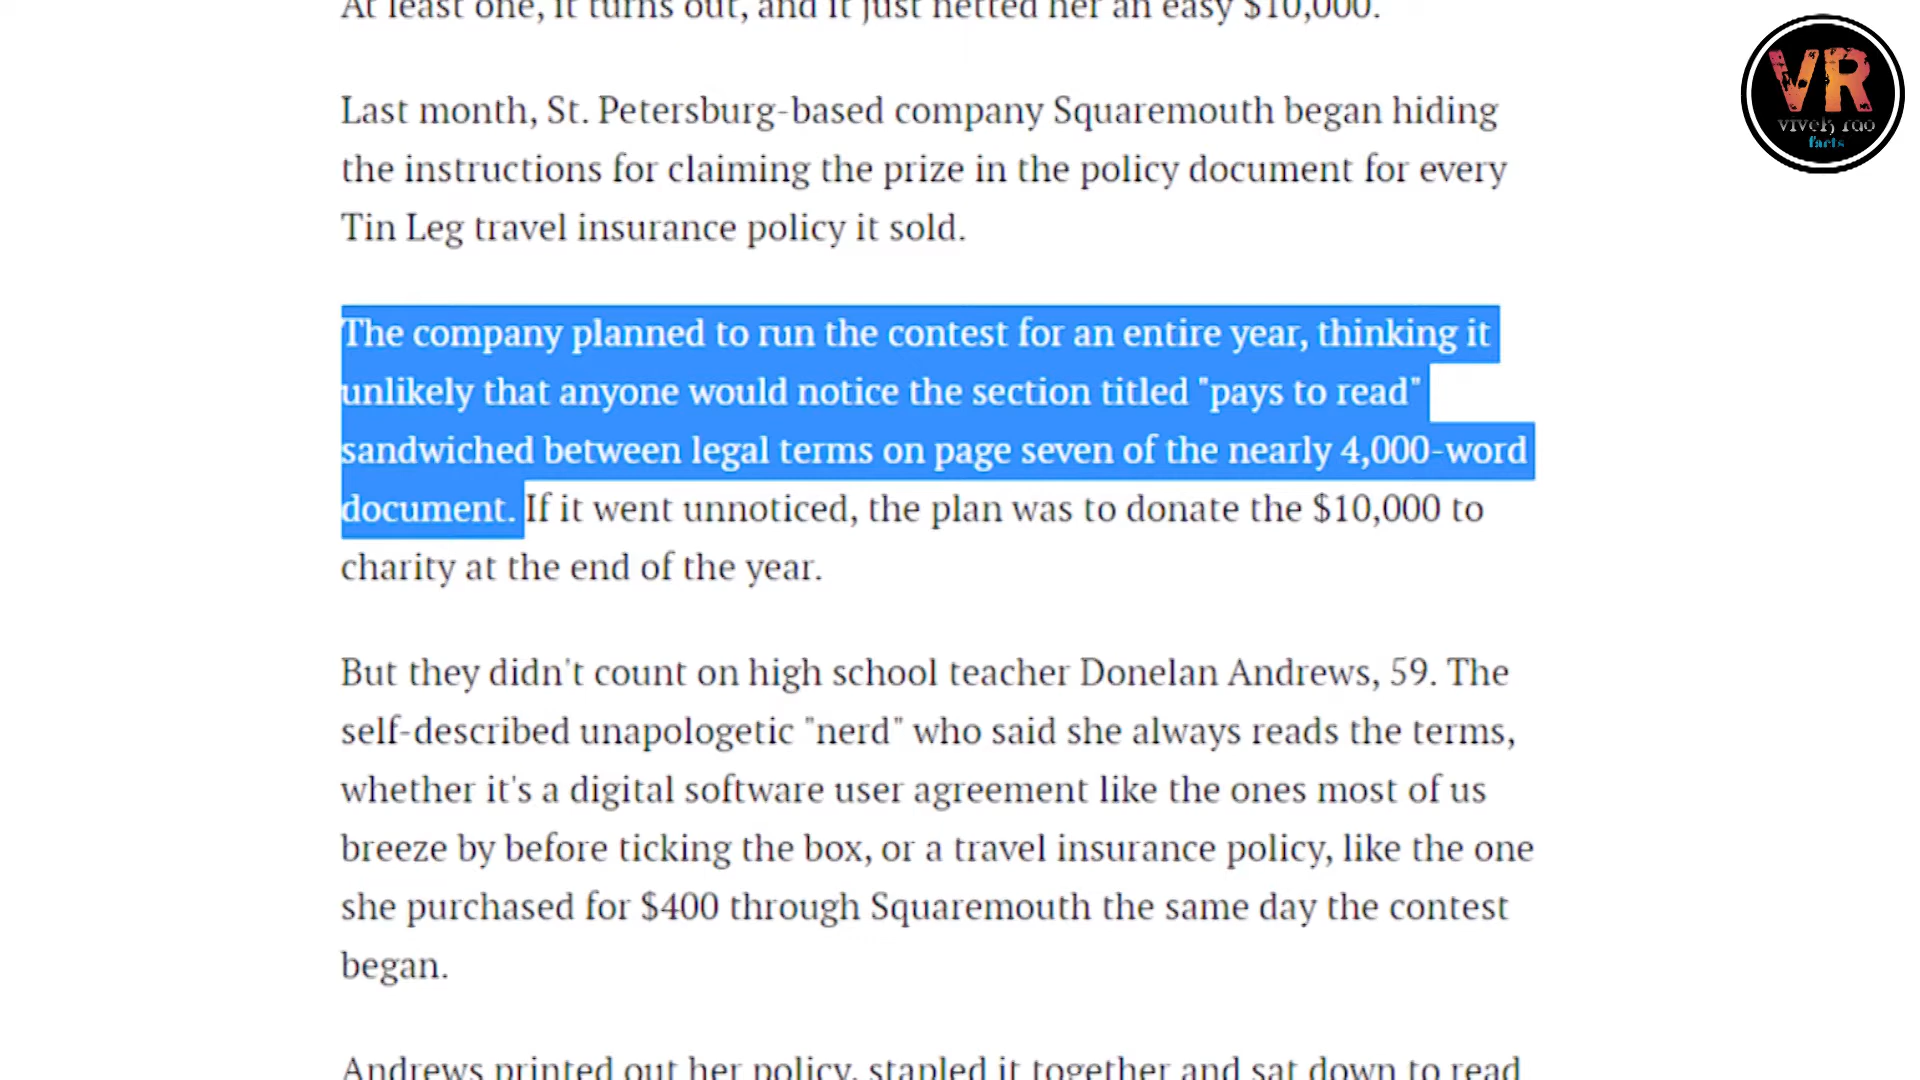 At least one, it turns out, and it just netted her an easy $10,000.
Last month, St. Petersburg-based company Squaremouth began hiding
the instructions for claiming the prize in the policy document for every
Tin Leg travel insurance policy it sold.
The company planned to run the contest for an entire year, thinking it
unlikely that anyone would notice the section titled "pays to read"
sandwiched between legal terms on page seven of the nearly 4,000-word
document. If it went unnoticed, the plan was to donate the $10,000 to
charity at the end of the year.
But they didn't count on high school teacher Donelan Andrews, 59. The
self-described unapologetic "nerd" who said she always reads the terms,
whether it's a digital software user agreement like the ones most of us
breeze by before ticking the box, or a travel insurance policy, like the one
she purchased for $400 through Squaremouth the same day the contest
began.
Andrews printed out her policy, stapled it together and sat down to read
VR
vivek rao
facts